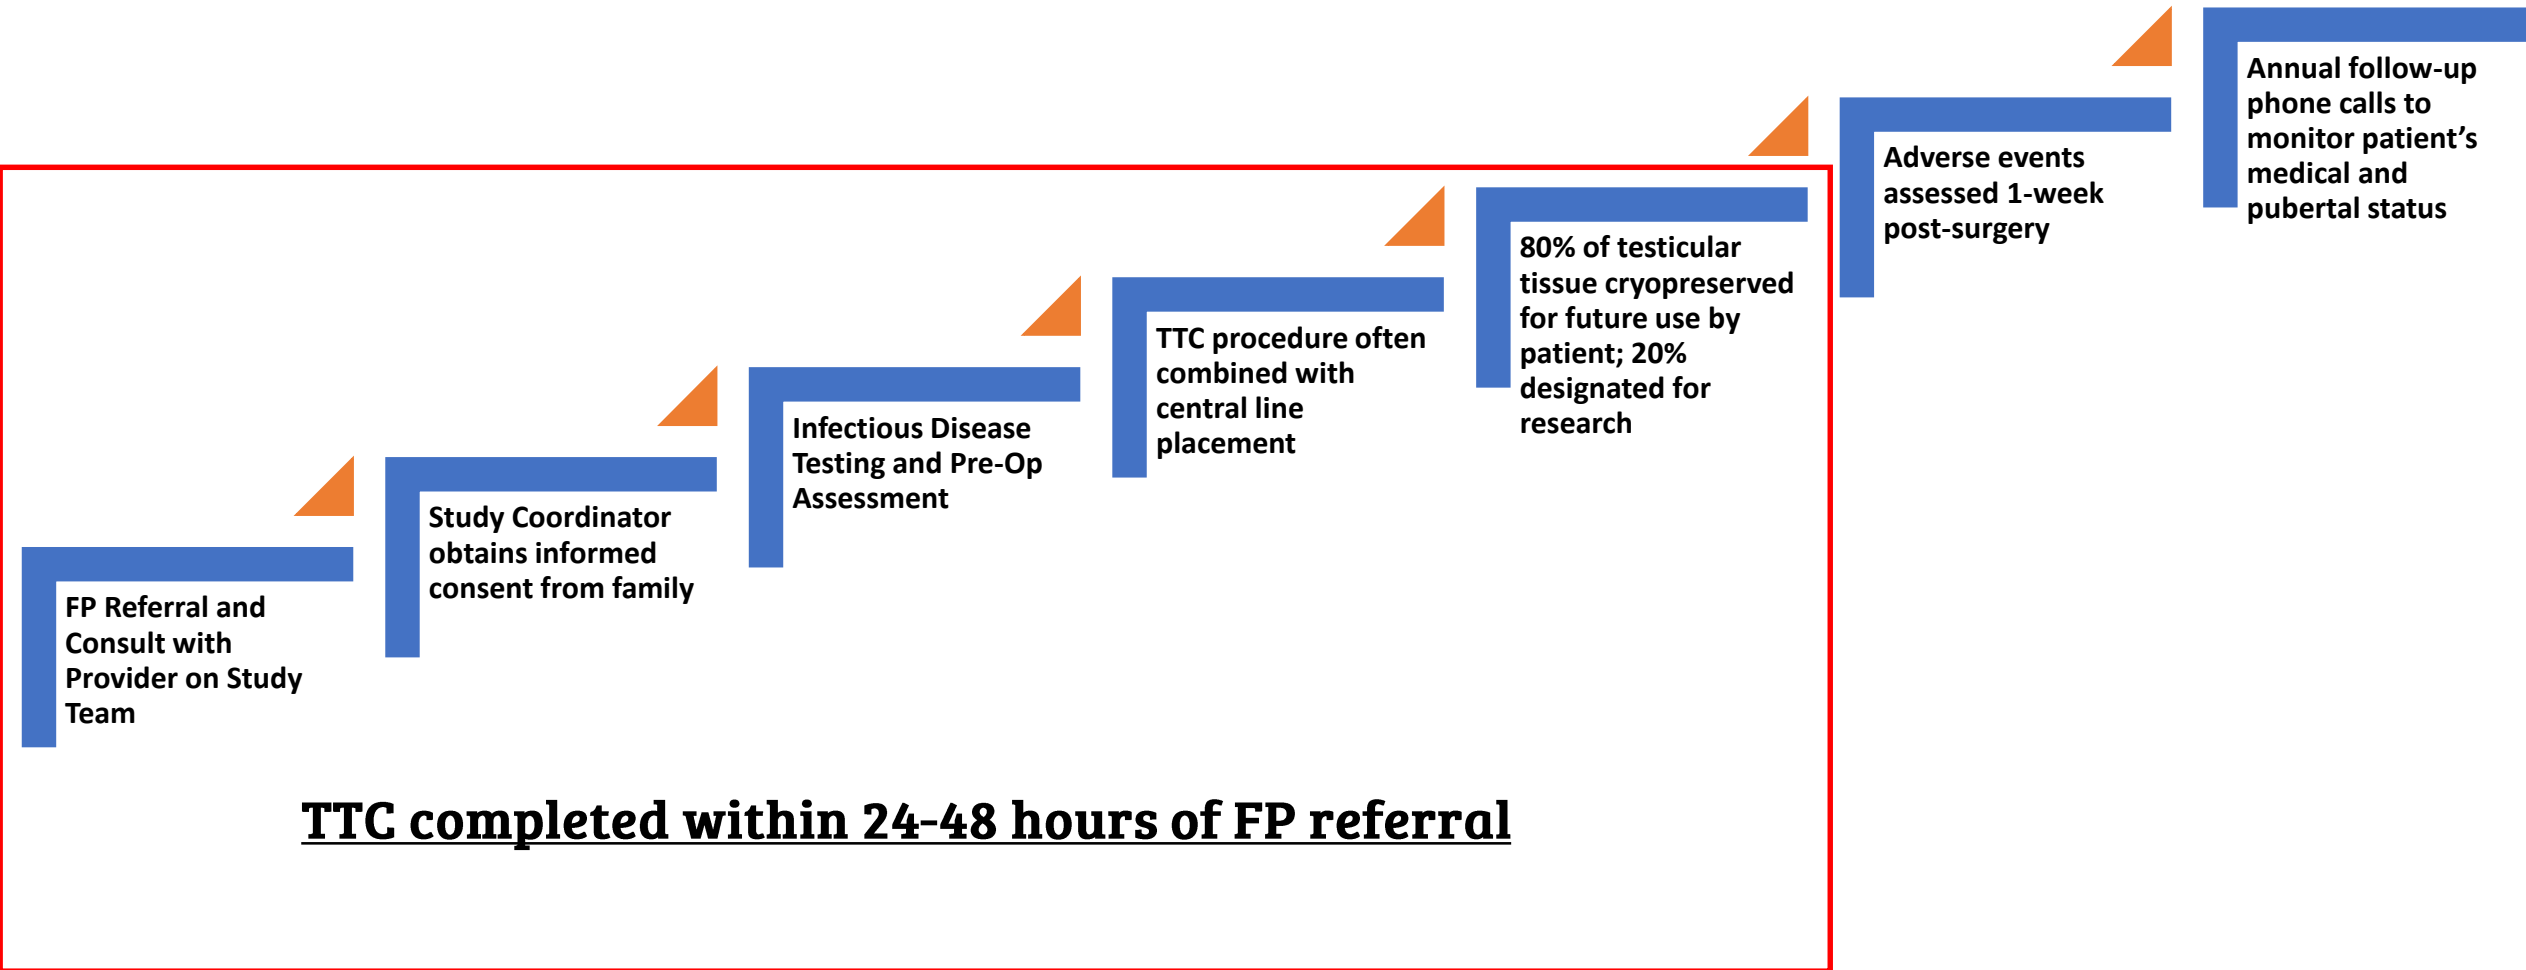 FP Referral and
Consult with
Provider on Study
Team
Study Coordinator
obtains informed
consent from family
Infectious Disease
Testing and Pre-Op
Assessment
TTC procedure often
combined with
central line
placement
80% of testicular
tissue cryopreserved
for future use by
patient; 20%
designated for
research
Adverse events
assessed 1-week
post-surgery
Annual follow-up
phone calls to
monitor patient’s
medical and
pubertal status
TTC completed within 24-48 hours of FP referral